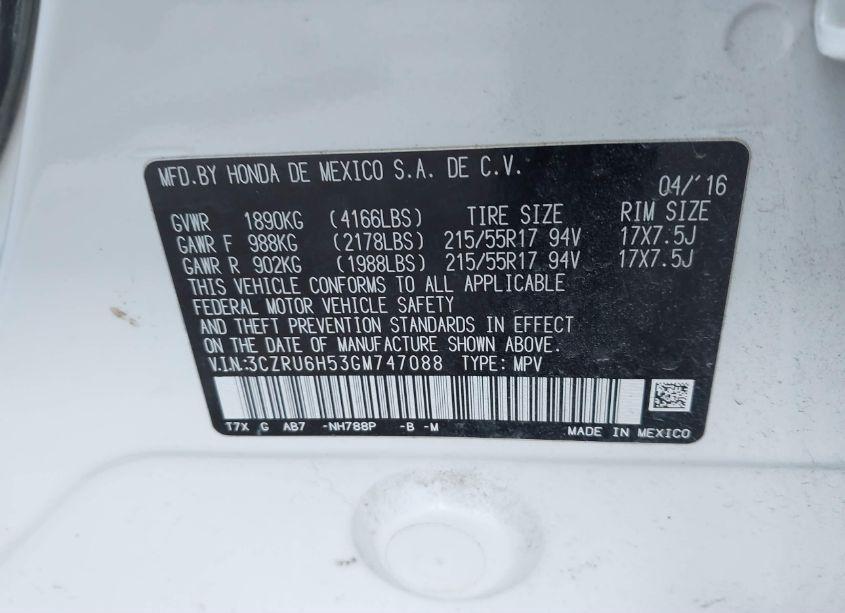 MFD.BY HONDA DE MEXICO S.A. DE C.V.
04/'16
GVWR 1890KG (4166LBS) TIRE SIZE RIM SIZE
GAWR F 988KG (2178LBS) 215/55R17 94V 17X7.5J
GAWR R 902KG (1988LBS) 215/55R17 94V 17X7.5J
THIS VEHICLE CONFORMS TO ALL APPLICABLE
FEDERAL MOTOR VEHICLE SAFETY
AND THEFT PREVENTION STANDARDS IN EFFECT
ON THE DATE OF MANUFACTURE SHOWN ABOVE.
V.I.N:3CZRU6H53GM747088 TYPE: MPV
T7X G AB7 -NH788P -B -M
MADE IN MEXICO